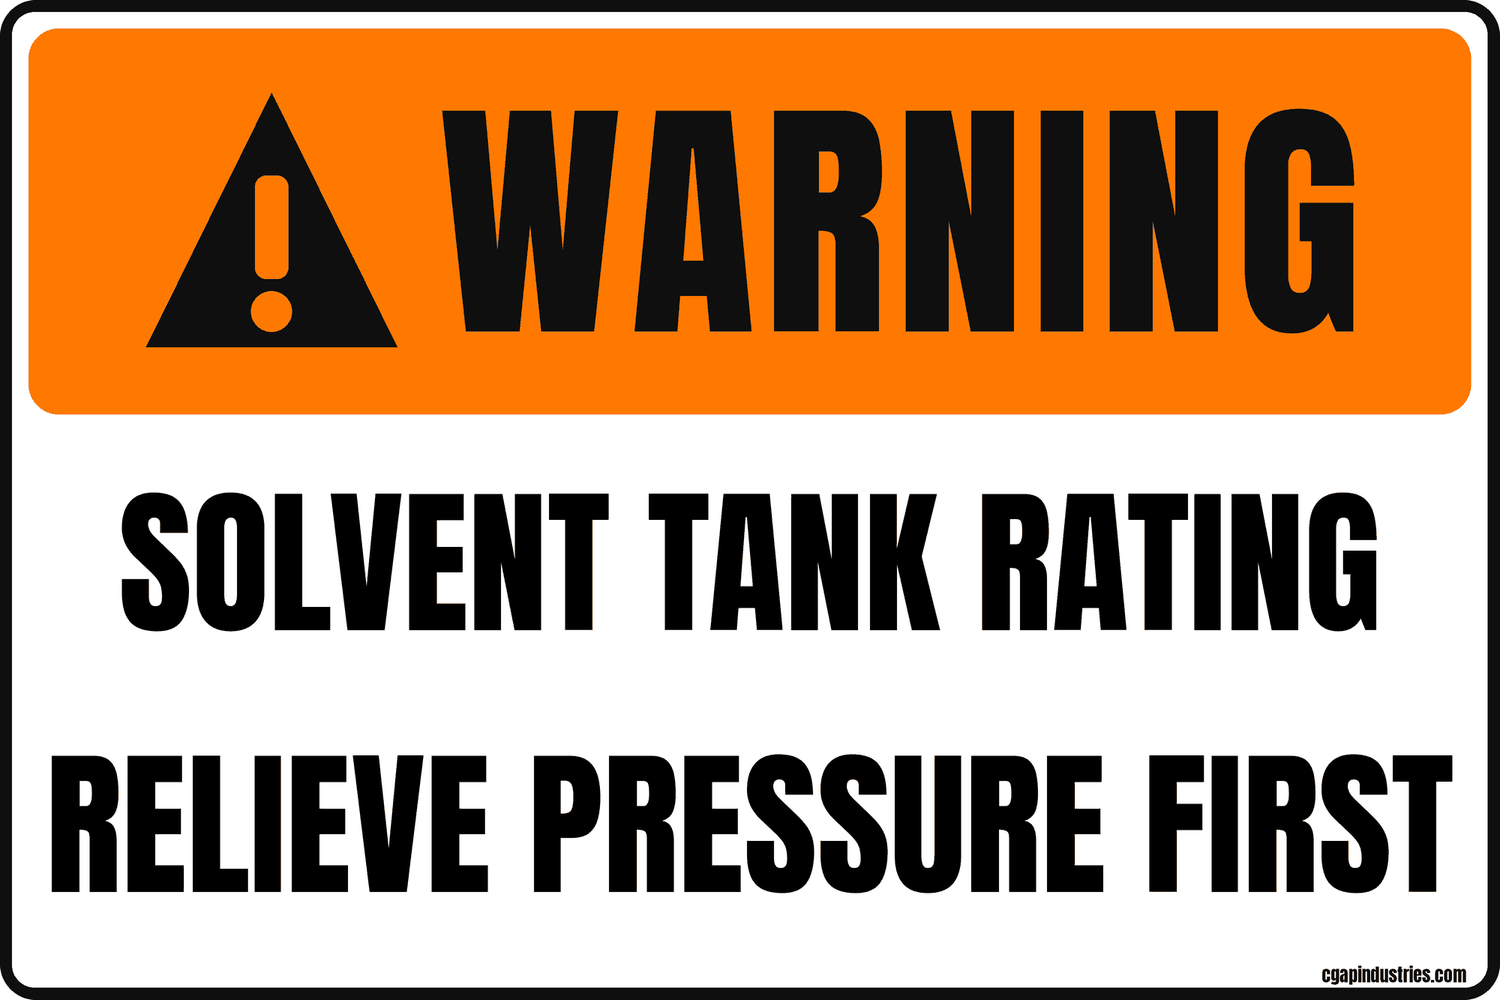 WARNING
SOLVENT TANK RATING
RELIEVE PRESSURE FIRST
cgapindustries.com